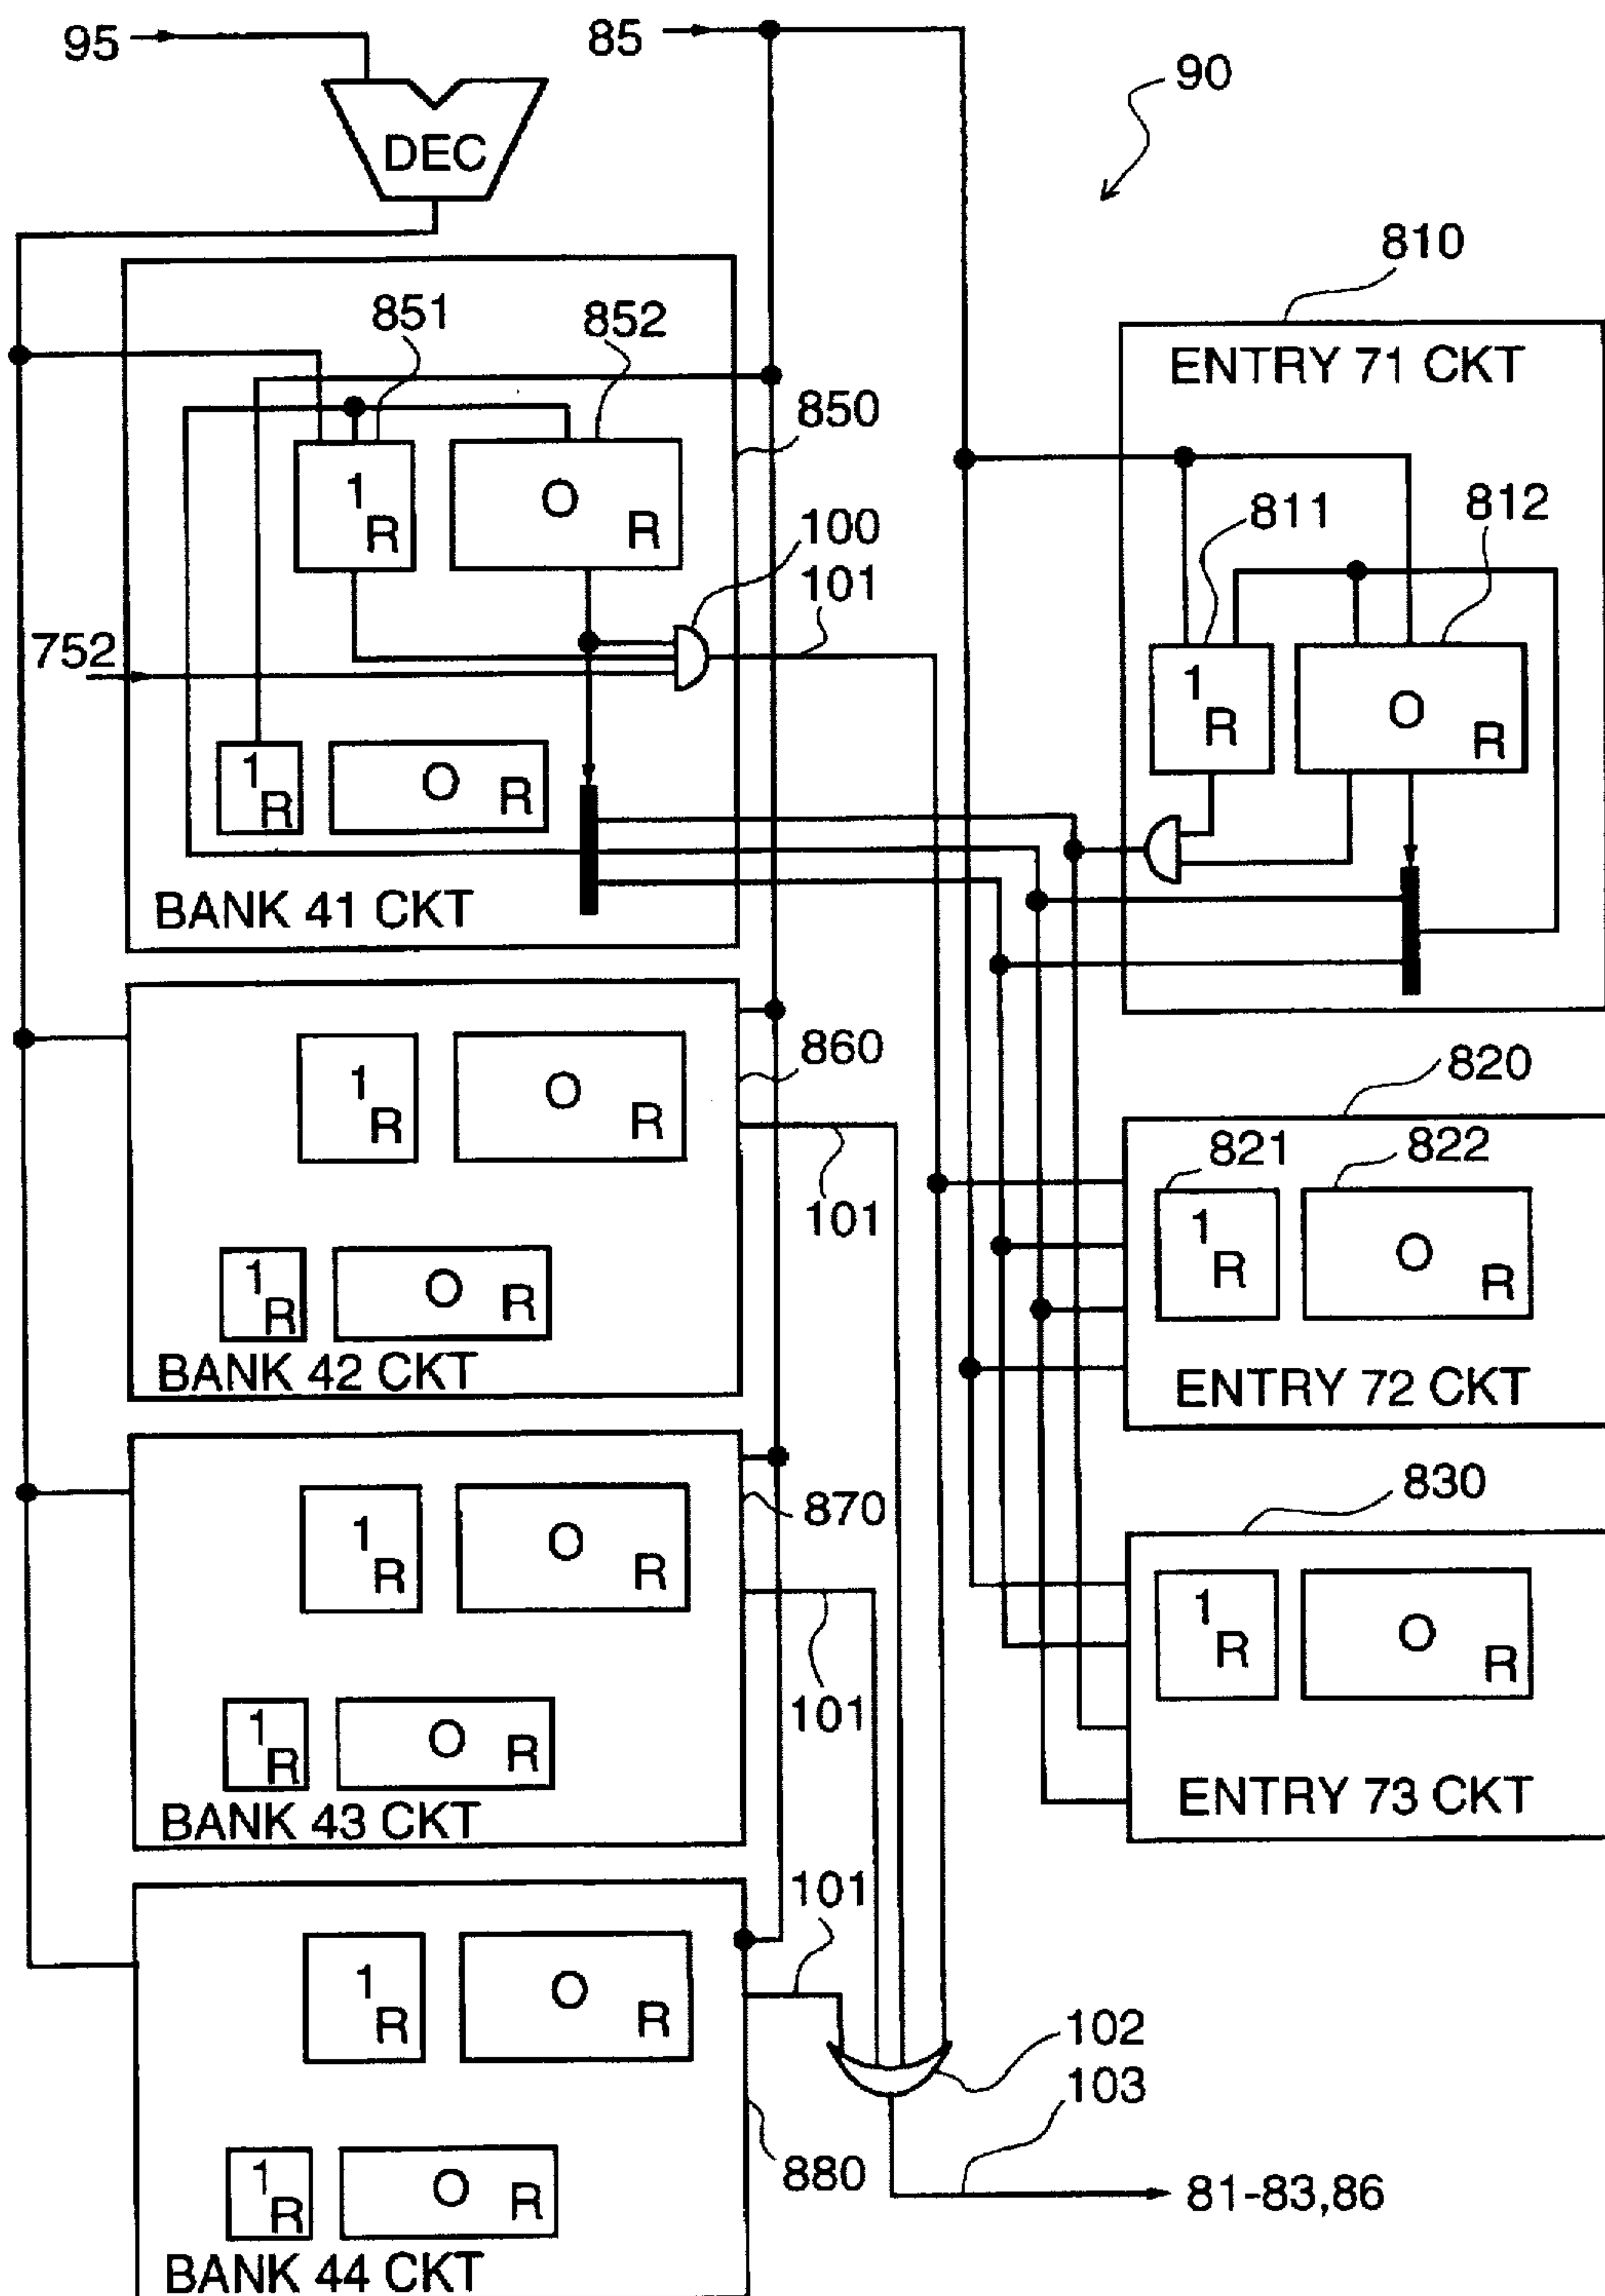 95
85
90
DEC
810
851
852
ENTRY 71 CKT
850
1
R
O
R
100
101
811
812
752
1
R
O
R
1
R
O
R
BANK 41 CKT
1
R
O
R
860
820
101
821
822
1
R
O
R
1
R
O
R
BANK 42 CKT
ENTRY 72 CKT
830
870
1
R
O
R
1
R
O
R
101
1
R
O
R
BANK 43 CKT
ENTRY 73 CKT
101
1
R
O
R
102
103
880
1
R
O
R
81-83,86
BANK 44 CKT